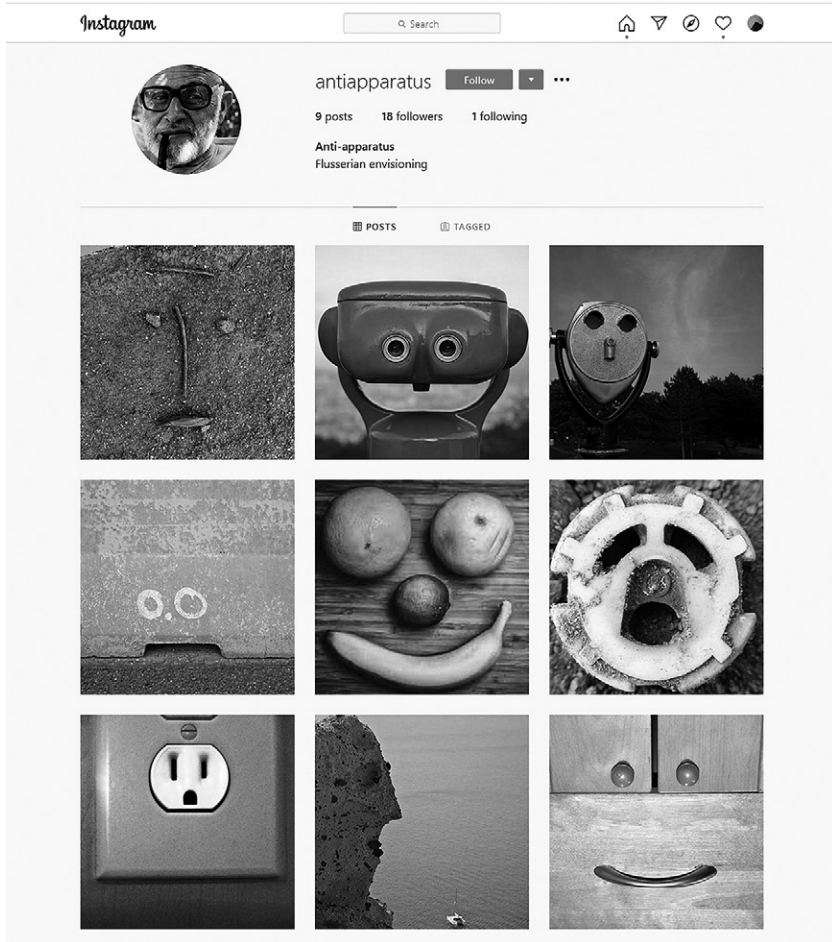 Instagram
Search
antiapparatus Follow
9 posts 18 followers 1 following
Anti-apparatus
Flusserian envisioning
POSTS TAGGED